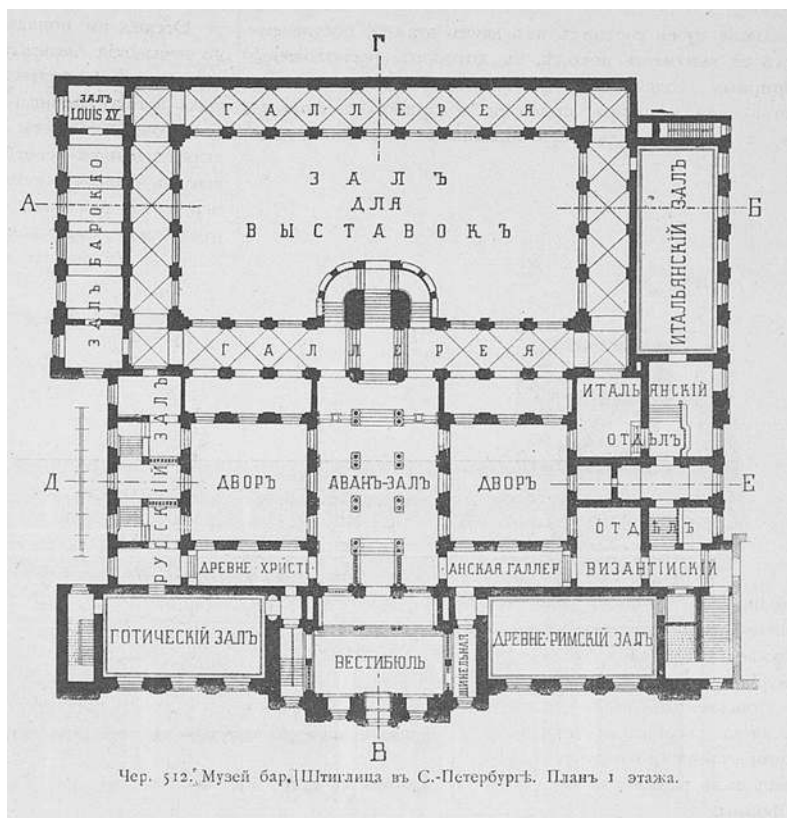 Г
ЗАЛЪ
LOUIS XV
ГАЛЛЕРЕЯ
ЗАЛЪ
ДЛЯ
ВЫСТАВОКЪ
А
Б
ЗАЛЪ БАРОККО
ИТАЛЬЯНСКІЙ ЗАЛЪ
ГАЛЛЕРЕЯ
ИТАЛЬЯНСКІЙ
ОТДѢЛЪ
РУССКІЙ ЗАЛЪ
Д
ДВОРЪ
АВАНЪ-ЗАЛЪ
ДВОРЪ
Е
ОТДѢЛЪ
ВИЗАНТІЙСКІЙ
ДРЕВНЕ-ХРИСТІ-
АНСКАЯ ГАЛЛЕР
ГОТИЧЕСКІЙ ЗАЛЪ
ВЕСТИБЮЛЬ
ШИНЕЛЬНАЯ
ДРЕВНЕ-РИМСКІЙ ЗАЛЪ
В
Чер. 512. Музей бар. Штиглица въ С.-Петербургѣ. Планъ 1 этажа.